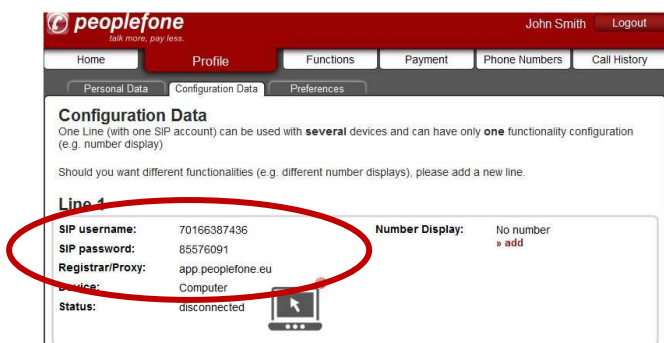 peoplefone
talk more, pay less.
John Smith Logout
Home Profile Functions Payment Phone Numbers Call History
Personal Data Configuration Data Preferences
Configuration Data
One Line (with one SIP account) can be used with several devices and can have only one functionality configuration
(e.g. number display)
Should you want different functionalities (e.g. different number displays), please add a new line.
Line 1
SIP username: 70166387436 Number Display: No number
SIP password: 85576091 » add
Registrar/Proxy: app.peoplefone.eu
Device: Computer
Status: disconnected